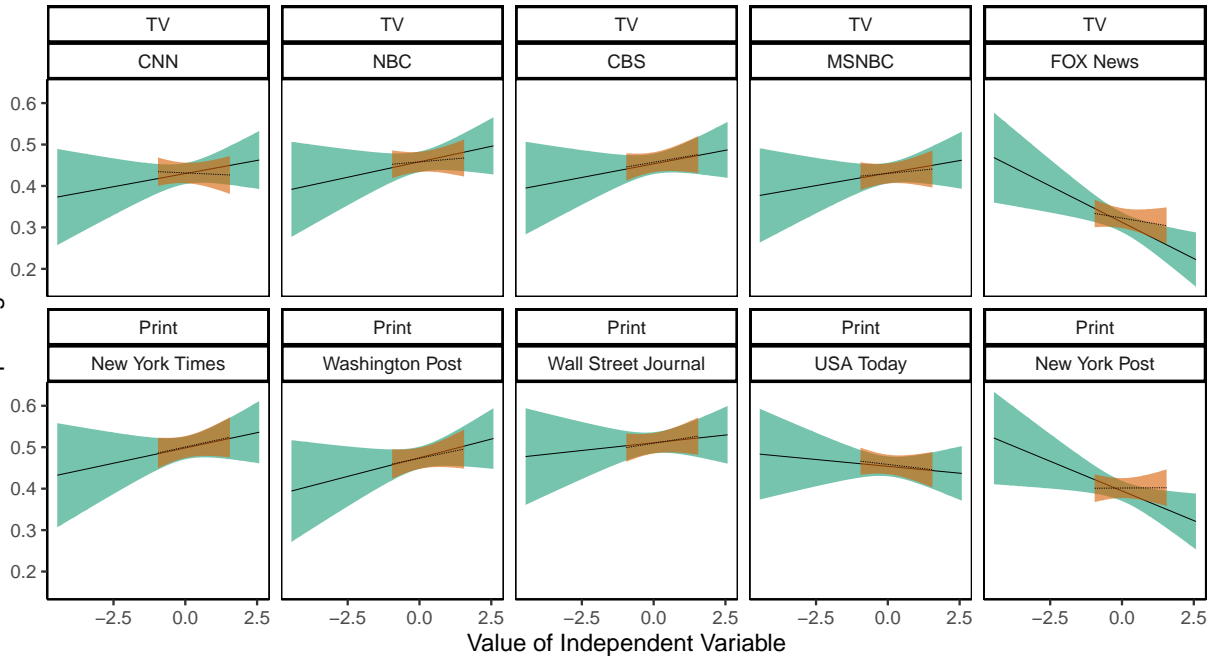 TV TV TV TV TV
CNN NBC CBS MSNBC FOX News
0.6
0.5
0.4
0.3
0.2
Print Print Print Print Print
New York Times Washington Post Wall Street Journal USA Today New York Post
0.6
0.5
0.4
0.3
0.2
−2.5 0.0 2.5 −2.5 0.0 2.5 −2.5 0.0 2.5 −2.5 0.0 2.5 −2.5 0.0 2.5
Value of Independent Variable